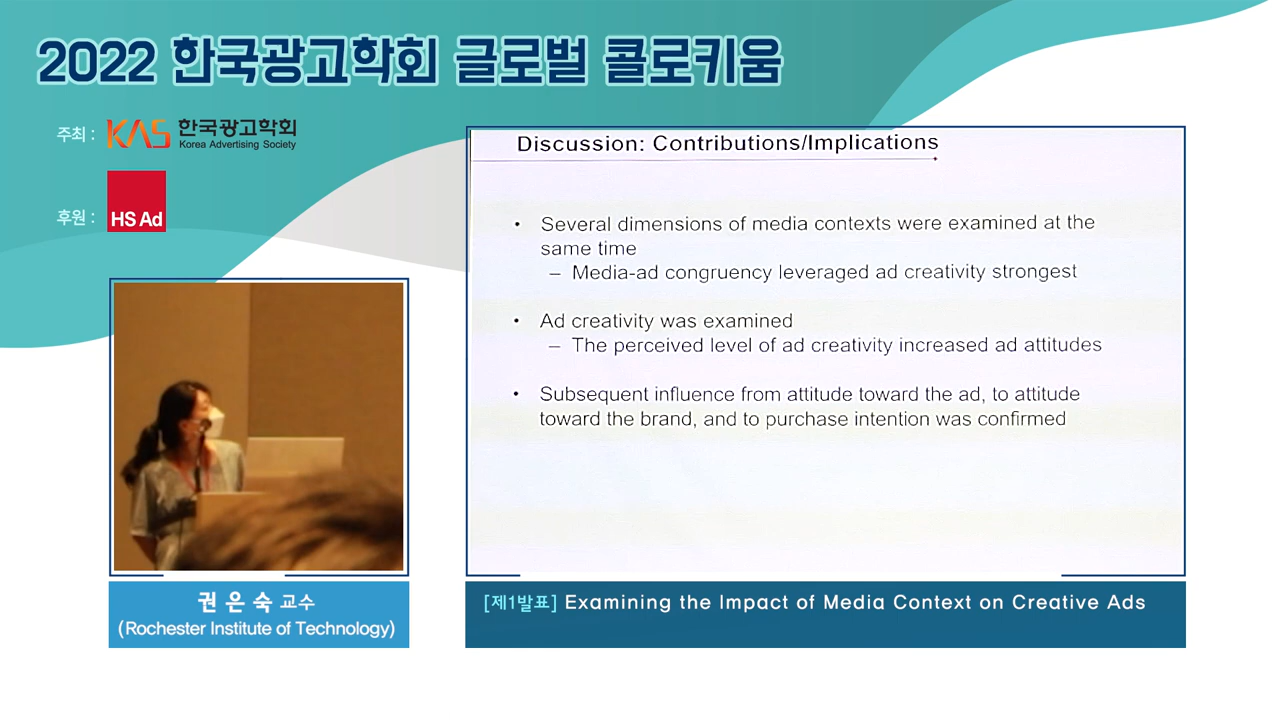 2022 한국광고학회 글로벌 콜로키움
주최 :
KAS 한국광고학회
Korea Advertising Society
후원 :
HS Ad
Discussion: Contributions/Implications
• Several dimensions of media contexts were examined at the
same time
– Media-ad congruency leveraged ad creativity strongest
• Ad creativity was examined
– The perceived level of ad creativity increased ad attitudes
• Subsequent influence from attitude toward the ad, to attitude
toward the brand, and to purchase intention was confirmed
권은숙 교수
(Rochester Institute of Technology)
[제1발표] Examining the Impact of Media Context on Creative Ads